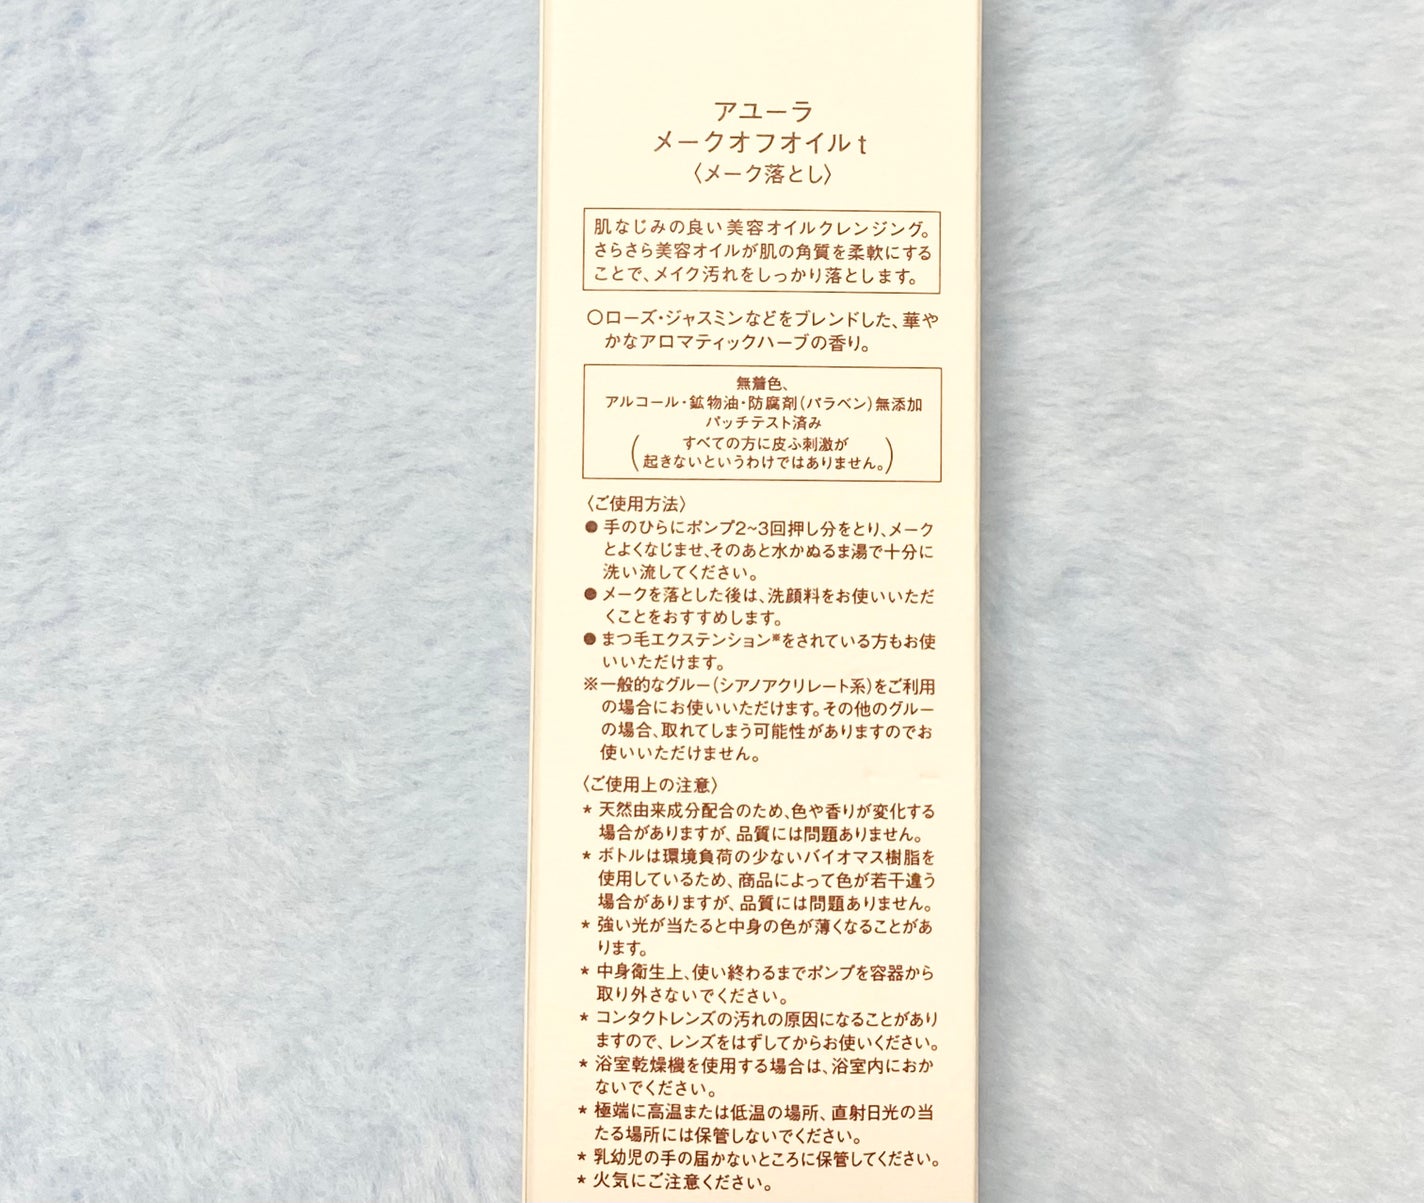 アユーラ
メークオフオイルt
〈メーク落とし〉
肌なじみの良い美容オイルクレンジング。
さらさら美容オイルが肌の角質を柔軟にする
ことで、メイク汚れをしっかり落とします。
○ローズ・ジャスミンなどをブレンドした、華や
かなアロマティックハーブの香り。
無着色、
アルコール・鉱物油・防腐剤(パラベン)無添加
パッチテスト済み
(すべての方に皮ふ刺激が
起きないというわけではありません。)
〈ご使用方法〉
●手のひらにポンプ2~3回押し分をとり、メーク
とよくなじませ、そのあと水かぬるま湯で十分に
洗い流してください。
●メークを落とした後は、洗顔料をお使いいただ
くことをおすすめします。
●まつ毛エクステンション※をされている方もお使
いいただけます。
※一般的なグルー(シアノアクリレート系)をご利用
の場合にお使いいただけます。その他のグルー
の場合、取れてしまう可能性がありますのでお
使いいただけません。
〈ご使用上の注意〉
* 天然由来成分配合のため、色や香りが変化する
場合がありますが、品質には問題ありません。
* ボトルは環境負荷の少ないバイオマス樹脂を
使用しているため、商品によって色が若干違う
場合がありますが、品質には問題ありません。
* 強い光が当たると中身の色が薄くなることがあ
ります。
* 中身衛生上、使い終わるまでポンプを容器から
取り外さないでください。
* コンタクトレンズの汚れの原因になることがあり
ますので、レンズをはずしてからお使いください。
* 浴室乾燥機を使用する場合は、浴室内におか
ないでください。
* 極端に高温または低温の場所、直射日光の当
たる場所には保管しないでください。
* 乳幼児の手の届かないところに保管してください。
* 火気にご注意ください。